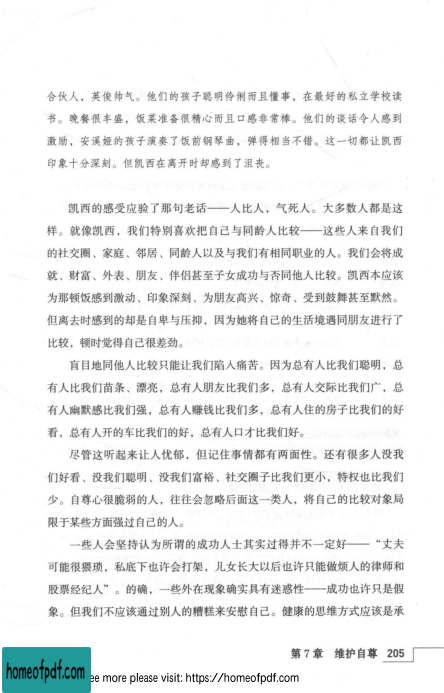 合伙人，英俊帅气。他们的孩子聪明伶俐而且懂事，在最好的私立学校读
书。晚餐很丰盛，饭菜准备很精心而且口感非常棒。他们的谈话令人感到
激励，安溪娅的孩子演奏了饭前钢琴曲，弹得相当不错。这一切都让凯西
印象十分深刻。但凯西在离开时却感到了沮丧。
凯西的感受应验了那句老话——人比人，气死人。大多数人都是这
样。就像凯西，我们特别喜欢把自己与同龄人比较——这些人来自我们
的社交圈、家庭、邻居、同龄人以及与我们有相同职业的人。我们会将成
就、财富、外表、朋友、伴侣甚至子女成功与否同他人比较。凯西本应该
为那顿饭感到激动、印象深刻、为朋友高兴、惊奇、受到鼓舞甚至默然。
但离去时感到的却是自卑与压抑，因为她将自己的生活境遇同朋友进行了
比较，顿时觉得自己很差劲。
盲目地同他人比较只能让我们陷入痛苦。因为总有人比我们聪明，总
有人比我们苗条、漂亮，总有人朋友比我们多，总有人交际比我们广，总
有人幽默感比我们强，总有人赚钱比我们多，总有人住的房子比我们的好
看，总有人开的车比我们的好，总有人口才比我们好。
尽管这听起来让人忧郁，但记住事情都有两面性。还有很多人没我
们好看、没我们聪明、没我们富裕、社交圈子比我们更小，特权也比我们
少。自尊心很脆弱的人，往往会忽略后面这一类人，将自己的比较对象局
限于某些方面强过自己的人。
一些人会坚持认为所谓的成功人士其实过得并不一定好——“丈夫
可能很猥琐，私底下也许会打架，儿女长大以后也许只能做烦人的律师和
股票经纪人”。的确，一些外在现象确实具有迷惑性——成功也许只是假
象。但我们不应该通过别人的糟糕来安慰自己。健康的思维方式应该是承
第7章 维护自尊 205
homeofpdf.com
ee more please visit: https://homeofpdf.com